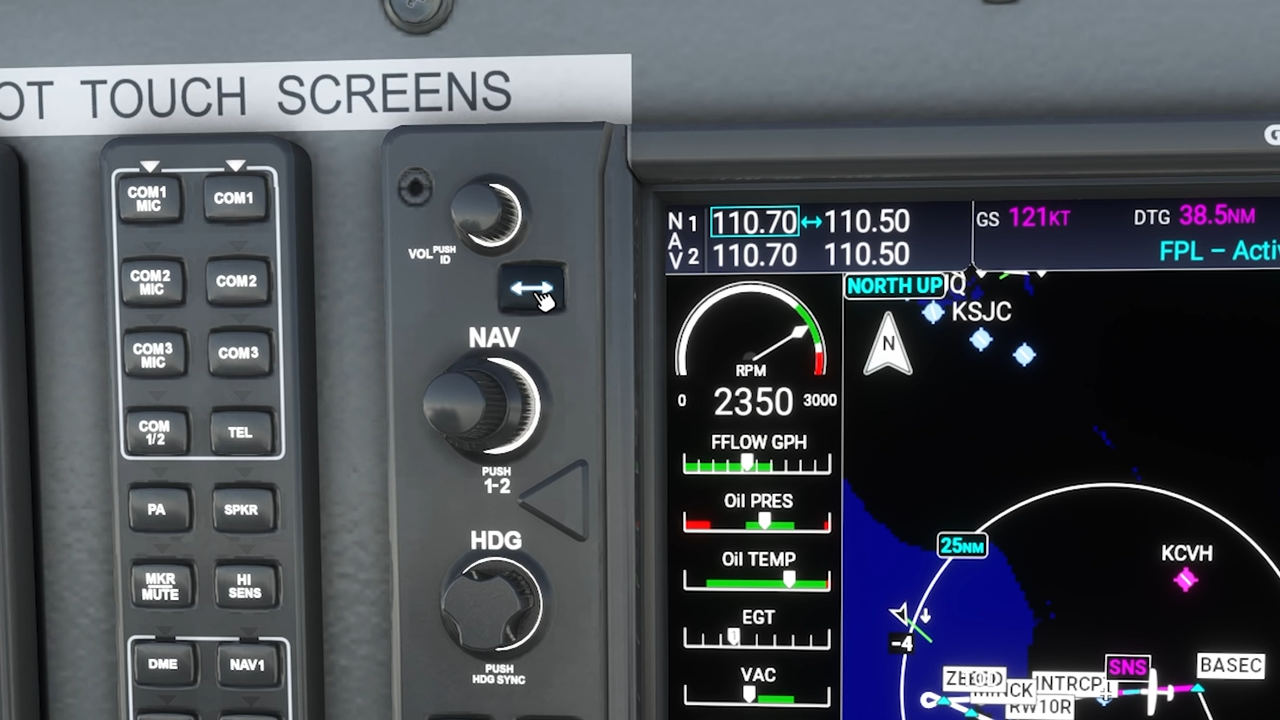 OT TOUCH SCREENS
COM1
MIC
COM1
COM2
MIC
COM2
COM3
MIC
COM3
COM
1/2
TEL
PA
SPKR
MKR
MUTE
HI
SENS
DME
NAV1
VOL PUSH
ID
NAV
PUSH
1-2
HDG
PUSH
HDG SYNC
G
NAV
1 110.70 ↔ 110.50
2 110.70 110.50
GS 121KT DTG 38.5NM
FPL – Activ
RPM
0 2350 3000
FFLOW GPH
Oil PRES
Oil TEMP
EGT
1
VAC
NORTH UP
Q
KSJC
N
25NM
KCVH
-4
SNS
BASEC
INTRCPT
RW10R